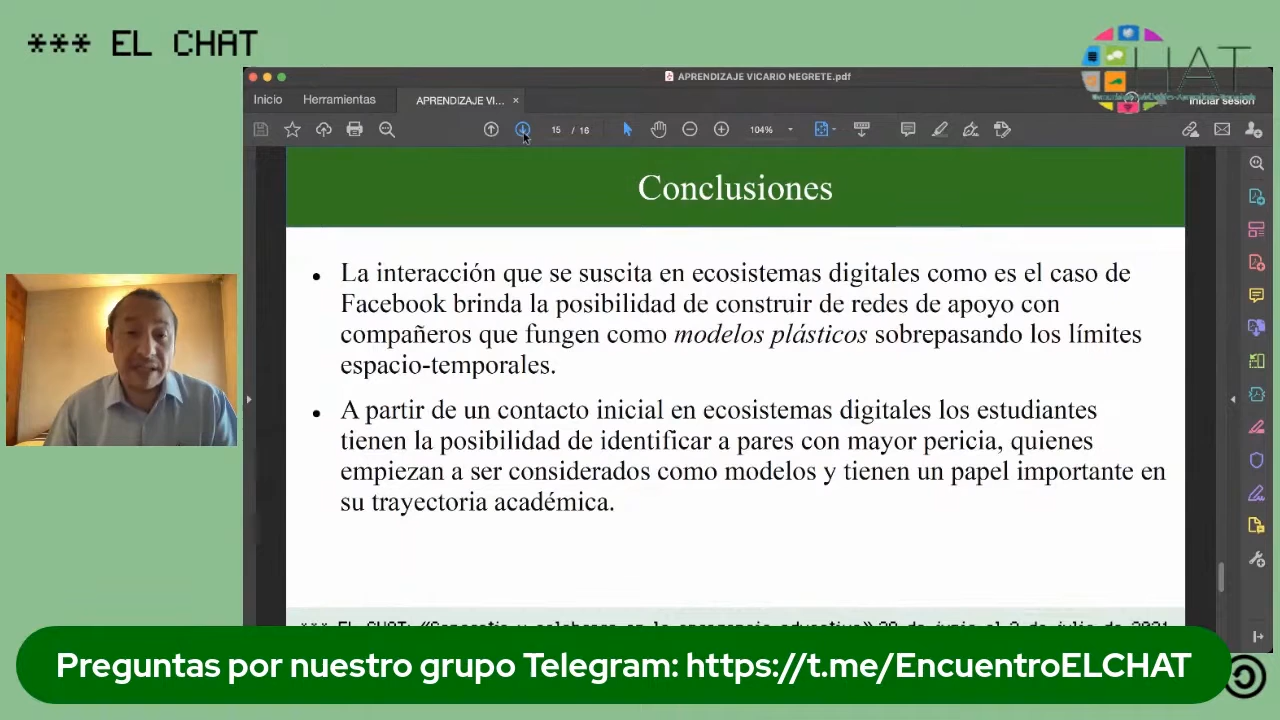 *** EL CHAT
APRENDIZAJE VICARIO NEGRETE.pdf
Inicio
Herramientas
APRENDIZAJE VI...
Iniciar sesión
15 / 16
104%
Conclusiones
• La interacción que se suscita en ecosistemas digitales como es el caso de
Facebook brinda la posibilidad de construir de redes de apoyo con
compañeros que fungen como modelos plásticos sobrepasando los límites
espacio-temporales.
• A partir de un contacto inicial en ecosistemas digitales los estudiantes
tienen la posibilidad de identificar a pares con mayor pericia, quienes
empiezan a ser considerados como modelos y tienen un papel importante en
su trayectoria académica.
*** EL CHAT:
Preguntas por nuestro grupo Telegram: https://t.me/EncuentroELCHAT